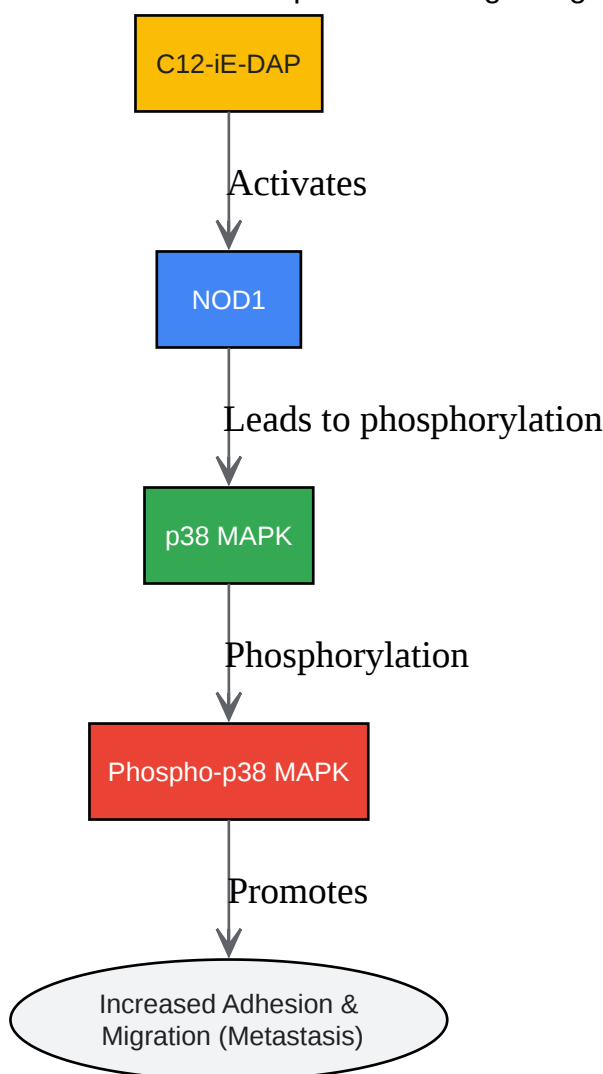 C12-iE-DAP
Activates
NOD1
Leads to phosphorylation
p38 MAPK
Phosphorylation
Phospho-p38 MAPK
Promotes
Increased Adhesion &
Migration (Metastasis)